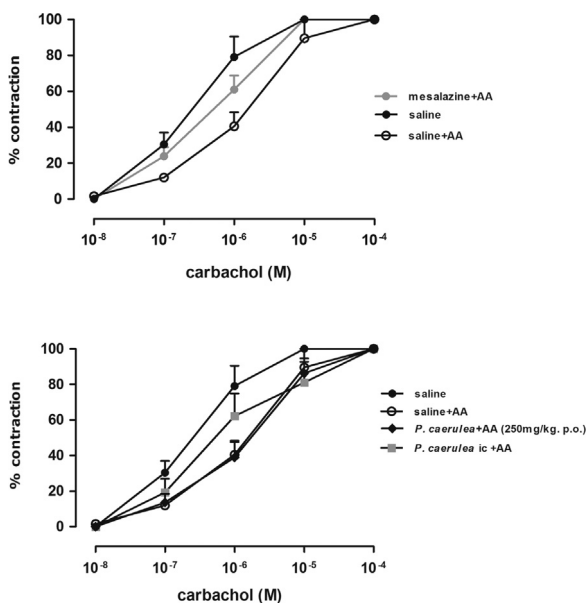 100
80
60
40
20
0
% contraction
10⁻⁸ 10⁻⁷ 10⁻⁶ 10⁻⁵ 10⁻⁴
carbachol (M)
mesalazine+AA
saline
saline+AA
100
80
60
40
20
0
% contraction
10⁻⁸ 10⁻⁷ 10⁻⁶ 10⁻⁵ 10⁻⁴
carbachol (M)
saline
saline+AA
P. caerulea+AA (250mg/kg. p.o.)
P. caerulea ic +AA